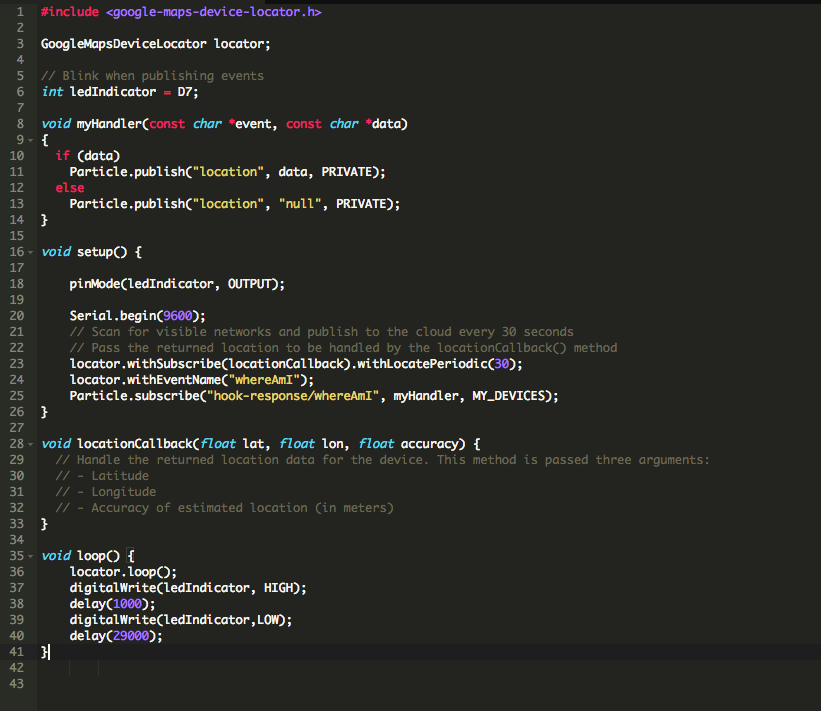 1 #include <google-maps-device-locator.h>
2
3 GoogleMapsDeviceLocator locator;
4
5 // Blink when publishing events
6 int ledIndicator = D7;
7
8 void myHandler(const char *event, const char *data)
9 {
10   if (data)
11     Particle.publish("location", data, PRIVATE);
12   else
13     Particle.publish("location", "null", PRIVATE);
14 }
15
16 void setup() {
17
18     pinMode(ledIndicator, OUTPUT);
19
20     Serial.begin(9600);
21     // Scan for visible networks and publish to the cloud every 30 seconds
22     // Pass the returned location to be handled by the locationCallback() method
23     locator.withSubscribe(locationCallback).withLocatePeriodic(30);
24     locator.withEventName("whereAmI");
25     Particle.subscribe("hook-response/whereAmI", myHandler, MY_DEVICES);
26 }
27
28 void locationCallback(float lat, float lon, float accuracy) {
29   // Handle the returned location data for the device. This method is passed three arguments:
30   // - Latitude
31   // - Longitude
32   // - Accuracy of estimated location (in meters)
33 }
34
35 void loop() {
36     locator.loop();
37     digitalWrite(ledIndicator, HIGH);
38     delay(1000);
39     digitalWrite(ledIndicator,LOW);
40     delay(29000);
41 }
42
43